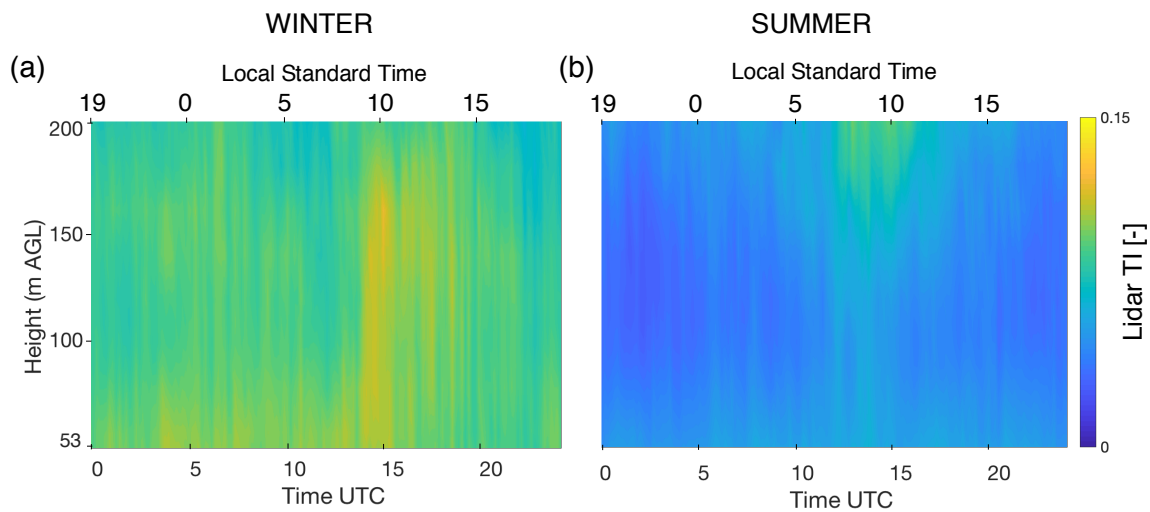 WINTER
SUMMER
(a)
(b)
Local Standard Time
Local Standard Time
19 0 5 10 15
19 0 5 10 15
200
150
100
53
Height (m AGL)
0 5 10 15 20
Time UTC
0 5 10 15 20
Time UTC
0.15
0
Lidar TI [-]